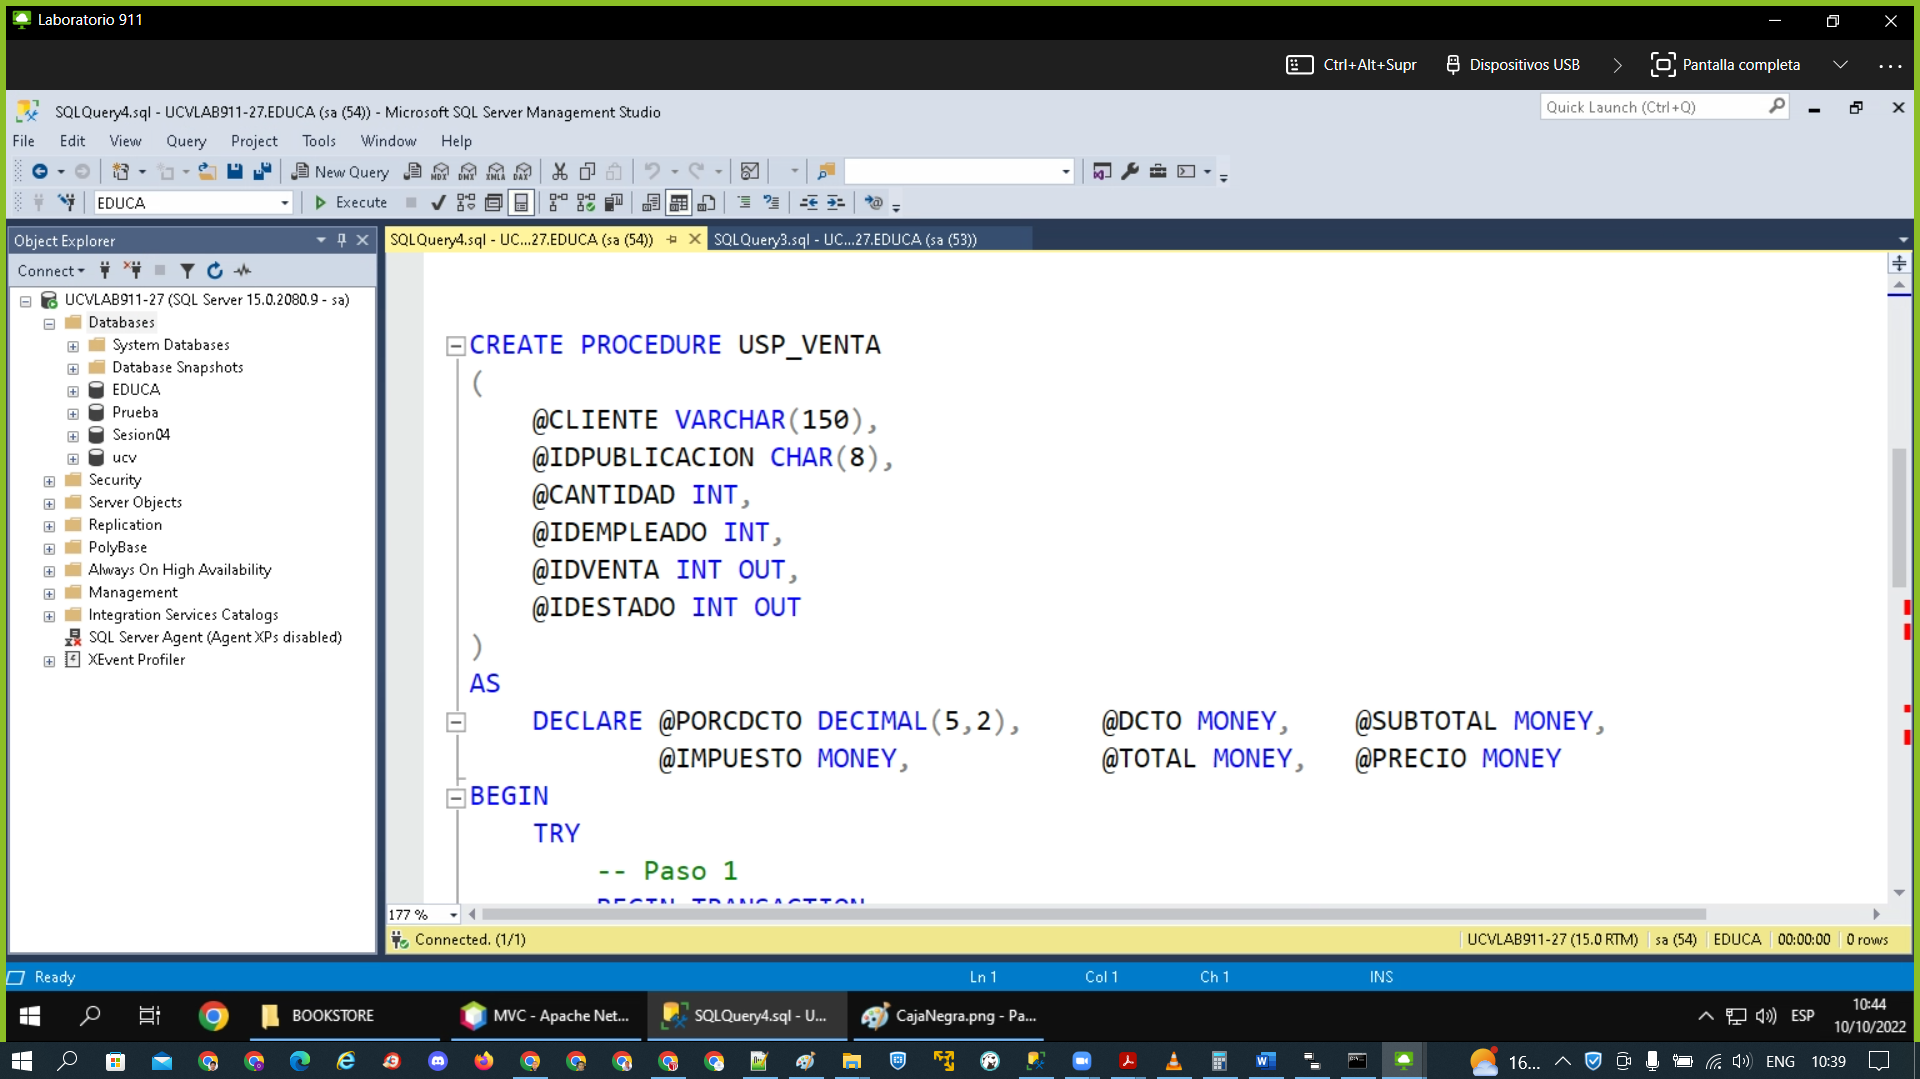 Laboratorio 911
Ctrl+Alt+Supr
Dispositivos USB
Pantalla completa
SQLQuery4.sql - UCVLAB911-27.EDUCA (sa (54)) - Microsoft SQL Server Management Studio
Quick Launch (Ctrl+Q)
File Edit View Query Project Tools Window Help
New Query
MDX DMX XMLA DAX
EDUCA
Execute
Object Explorer
SQLQuery4.sql - UC...27.EDUCA (sa (54))
SQLQuery3.sql - UC...27.EDUCA (sa (53))
Connect
UCVLAB911-27 (SQL Server 15.0.2080.9 - sa)
Databases
System Databases
Database Snapshots
EDUCA
Prueba
Sesion04
ucv
Security
Server Objects
Replication
PolyBase
Always On High Availability
Management
Integration Services Catalogs
SQL Server Agent (Agent XPs disabled)
XEvent Profiler
CREATE PROCEDURE USP_VENTA
(
@CLIENTE VARCHAR(150),
@IDPUBLICACION CHAR(8),
@CANTIDAD INT,
@IDEMPLEADO INT,
@IDVENTA INT OUT,
@IDESTADO INT OUT
)
AS
DECLARE @PORCDCTO DECIMAL(5,2), @DCTO MONEY, @SUBTOTAL MONEY,
@IMPUESTO MONEY, @TOTAL MONEY, @PRECIO MONEY
BEGIN
TRY
-- Paso 1
BEGIN TRANSACTION
177 %
Connected. (1/1)
UCVLAB911-27 (15.0 RTM) sa (54) EDUCA 00:00:00 0 rows
Ready
Ln 1 Col 1 Ch 1 INS
BOOKSTORE
MVC - Apache Net...
SQLQuery4.sql - U...
CajaNegra.png - Pa...
ESP
10:44
10/10/2022
16...
ENG
10:39